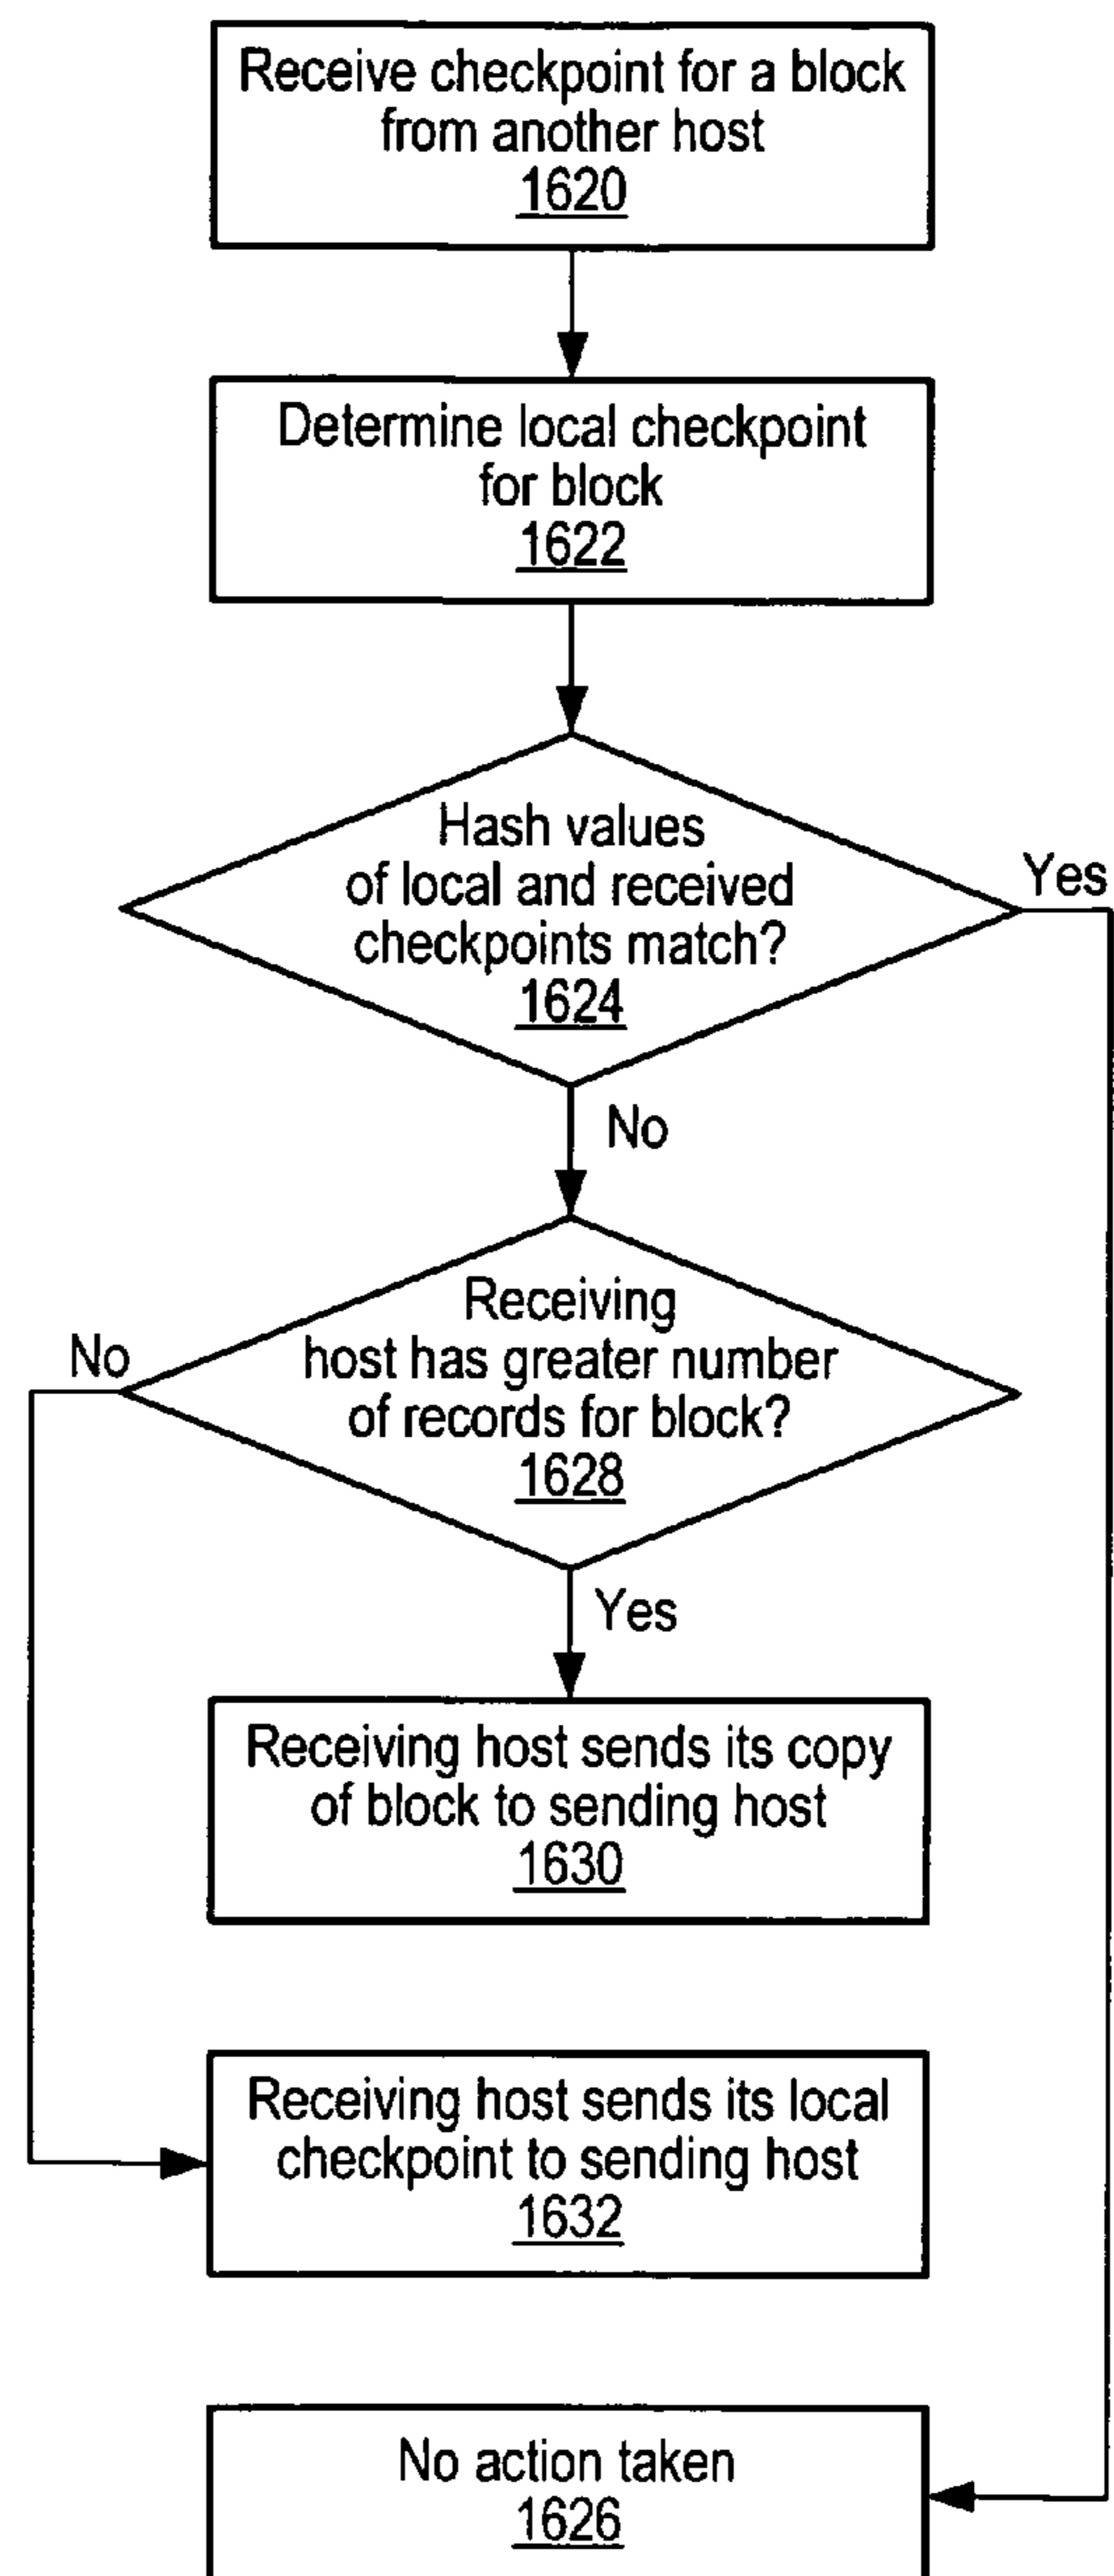 Receive checkpoint for a block
from another host
1620
Determine local checkpoint
for block
1622
Hash values
of local and received
checkpoints match?
1624
Yes
No
Receiving
host has greater number
of records for block?
1628
No
Yes
Receiving host sends its copy
of block to sending host
1630
Receiving host sends its local
checkpoint to sending host
1632
No action taken
1626